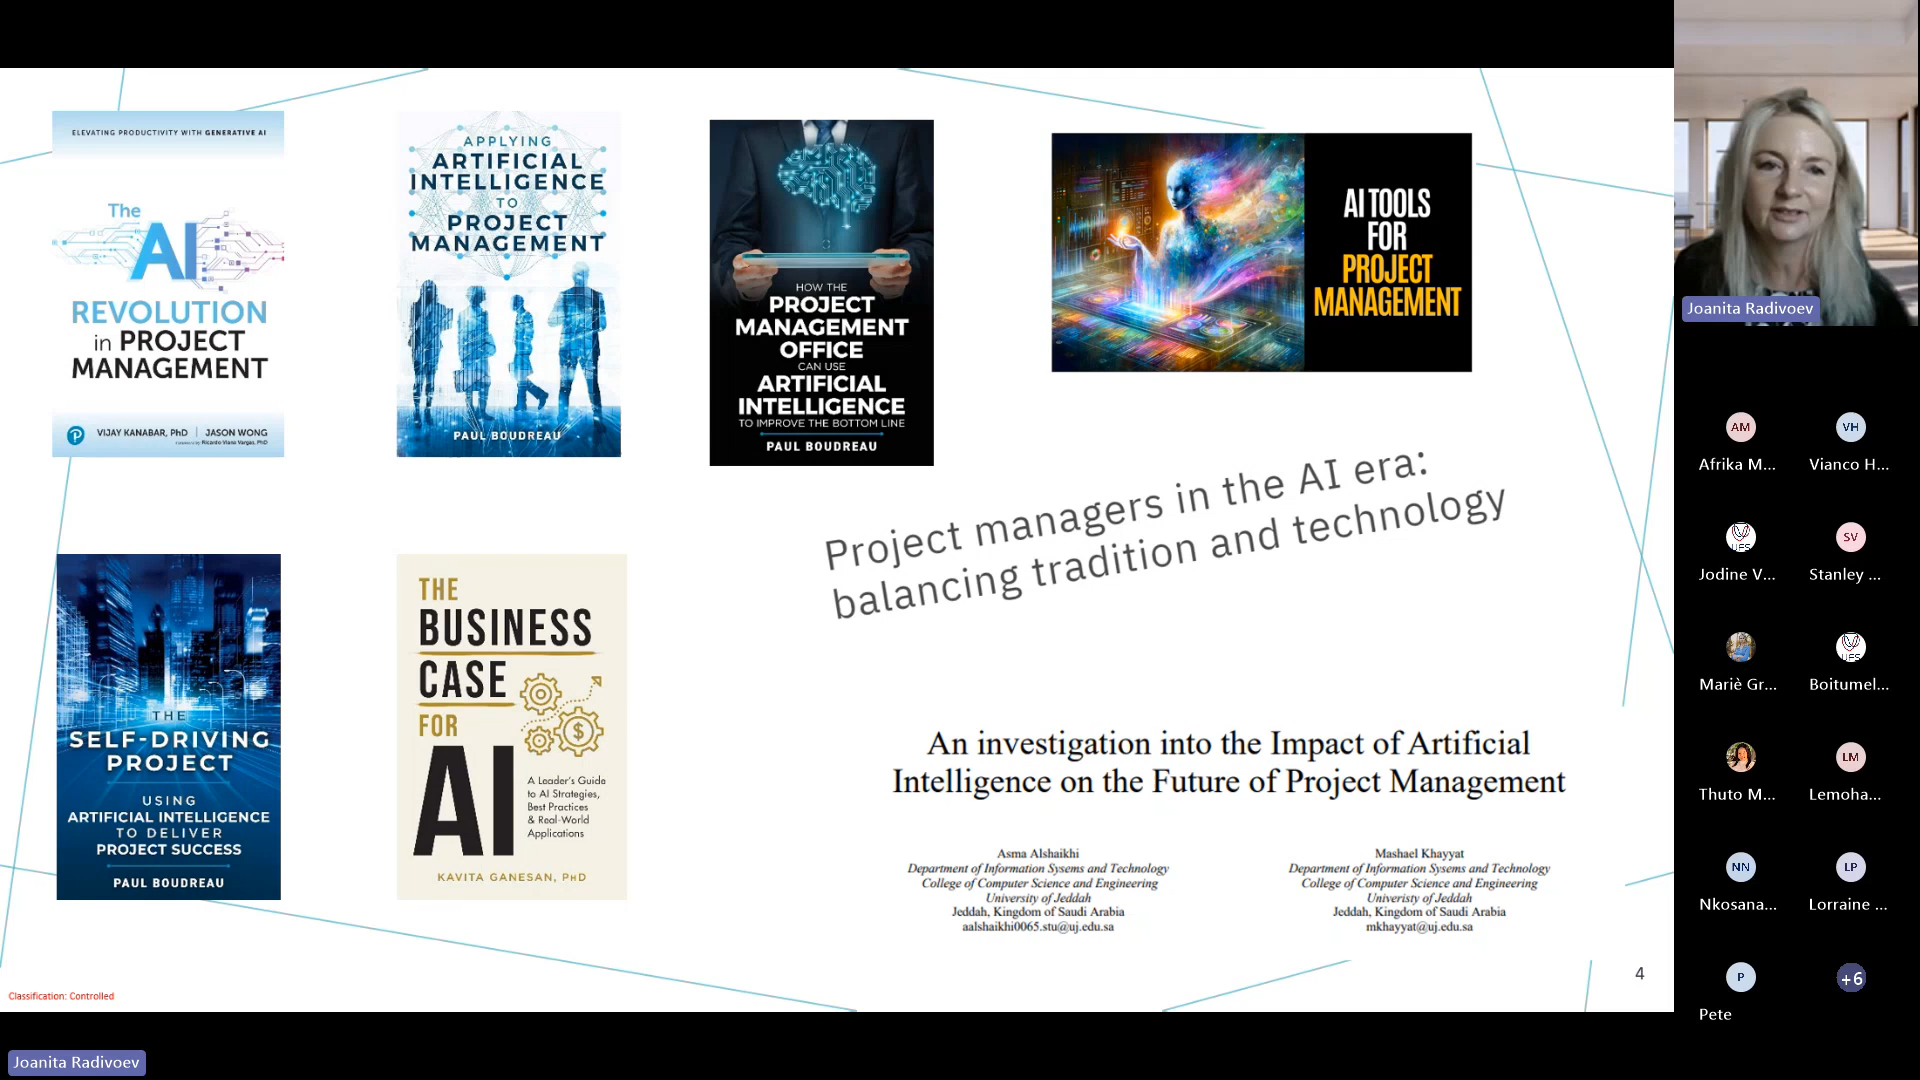 ELEVATING PRODUCTIVITY WITH GENERATIVE AI
The
AI
REVOLUTION
in PROJECT
MANAGEMENT
VIJAY KANABAR, PhD | JASON WONG
Ricardo Viana Vargas, PhD
APPLYING
ARTIFICIAL
INTELLIGENCE
TO
PROJECT
MANAGEMENT
PAUL BOUDREAU
HOW THE
PROJECT
MANAGEMENT
OFFICE
CAN USE
ARTIFICIAL
INTELLIGENCE
TO IMPROVE THE BOTTOM LINE
PAUL BOUDREAU
AI TOOLS
FOR
PROJECT
MANAGEMENT
Project managers in the AI era:
balancing tradition and technology
THE
SELF-DRIVING
PROJECT
USING
ARTIFICIAL INTELLIGENCE
TO DELIVER
PROJECT SUCCESS
PAUL BOUDREAU
THE
BUSINESS
CASE
FOR
AI
A Leader's Guide
to AI Strategies,
Best Practices
& Real-World
Applications
KAVITA GANESAN, PHD
An investigation into the Impact of Artificial
Intelligence on the Future of Project Management
Asma Alshaikhi
Department of Information Sysems and Technology
College of Computer Science and Engineering
University of Jeddah
Jeddah, Kingdom of Saudi Arabia
aalshaikhi0065.stu@uj.edu.sa
Mashael Khayyat
Department of Information Sysems and Technology
College of Computer Science and Engineering
Univeristy of Jeddah
Jeddah, Kingdom of Saudi Arabia
mkhayyat@uj.edu.sa
4
Classification: Controlled
Joanita Radivoev
Joanita Radivoev
AM
Afrika M...
VH
Vianco H...
UFS
Jodine V...
SV
Stanley ...
Mariè Gr...
UFS
Boitumel...
Thuto M...
LM
Lemoha...
NN
Nkosana...
LP
Lorraine ...
P
Pete
+6